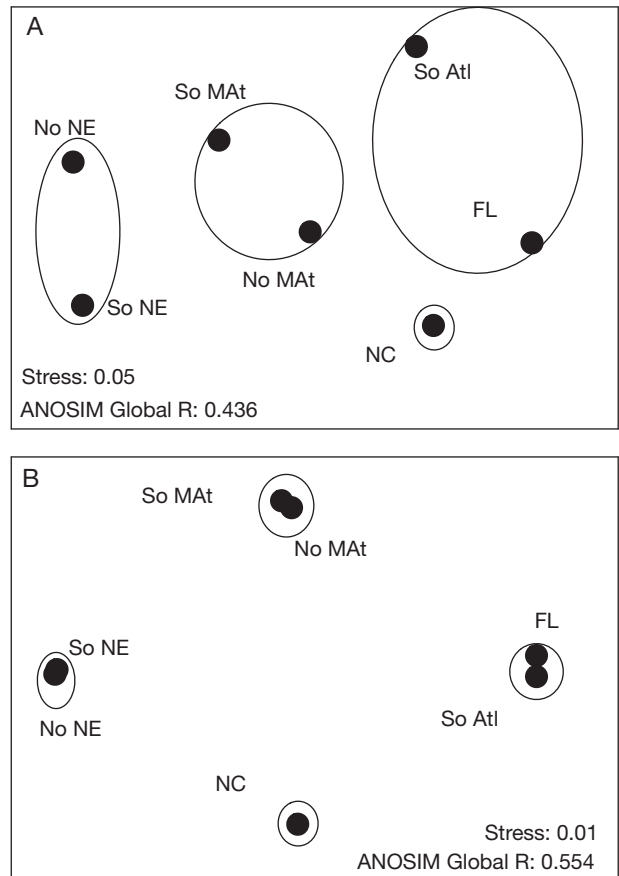 A
So Atl
So MAt
No NE
FL
No MAt
So NE
NC
Stress: 0.05
ANOSIM Global R: 0.436
B
So MAt
No MAt
FL
So NE
So Atl
No NE
NC
Stress: 0.01
ANOSIM Global R: 0.554